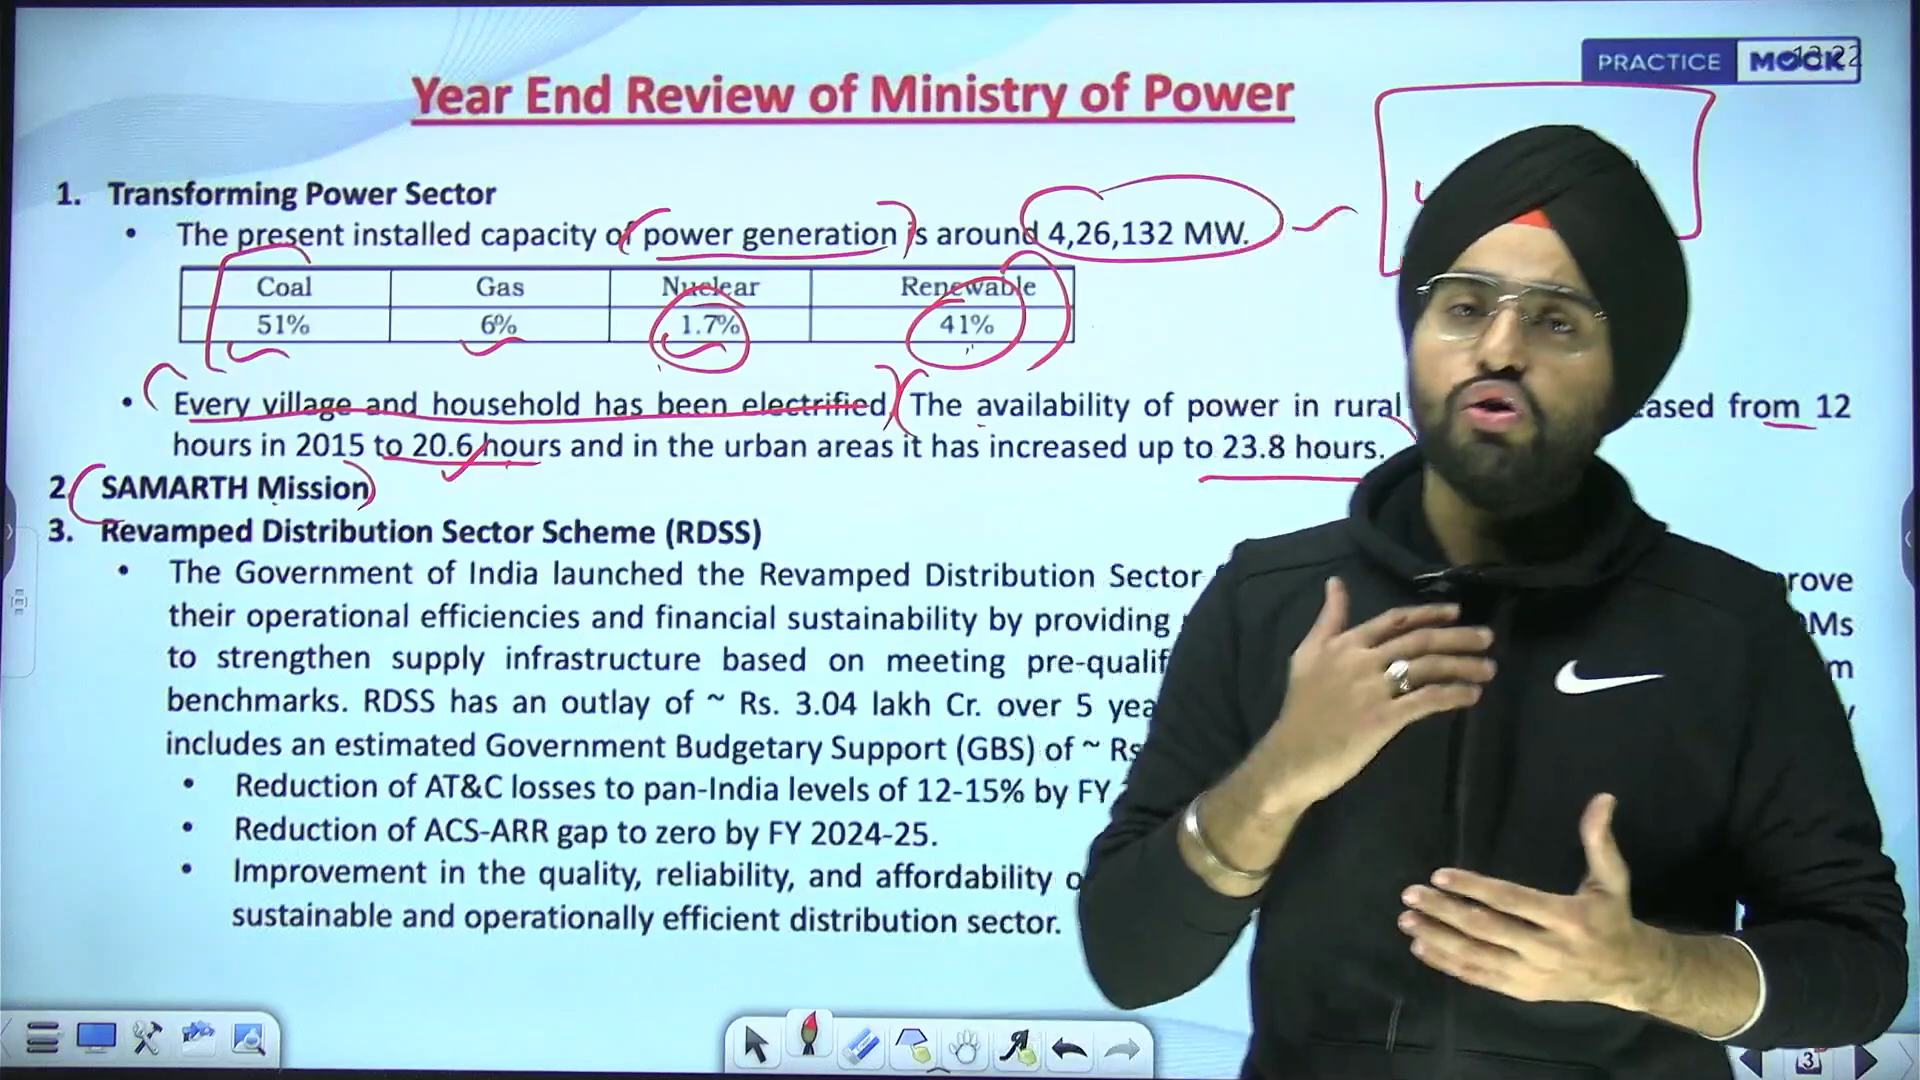 PRACTICE MOCK
Year End Review of Ministry of Power
1. Transforming Power Sector
• The present installed capacity of power generation is around 4,26,132 MW.
Coal Gas Nuclear Renewable
51% 6% 1.7% 41%
• Every village and household has been electrified. The availability of power in rural from 12
hours in 2015 to 20.6 hours and in the urban areas it has increased up to 23.8 hours.
2. SAMARTH Mission
3. Revamped Distribution Sector Scheme (RDSS)
• The Government of India launched the Revamped Distribution Sector
their operational efficiencies and financial sustainability by providing
to strengthen supply infrastructure based on meeting
benchmarks. RDSS has an outlay of ~ Rs. 3.04 lakh Cr. over 5
includes an estimated Government Budgetary Support (GBS) of ~
• Reduction of AT&C losses to pan-India levels of 12-15% by FY
• Reduction of ACS-ARR gap to zero by FY 2024-25.
• Improvement in the quality, reliability, and affordability
sustainable and operationally efficient distribution sector.
3